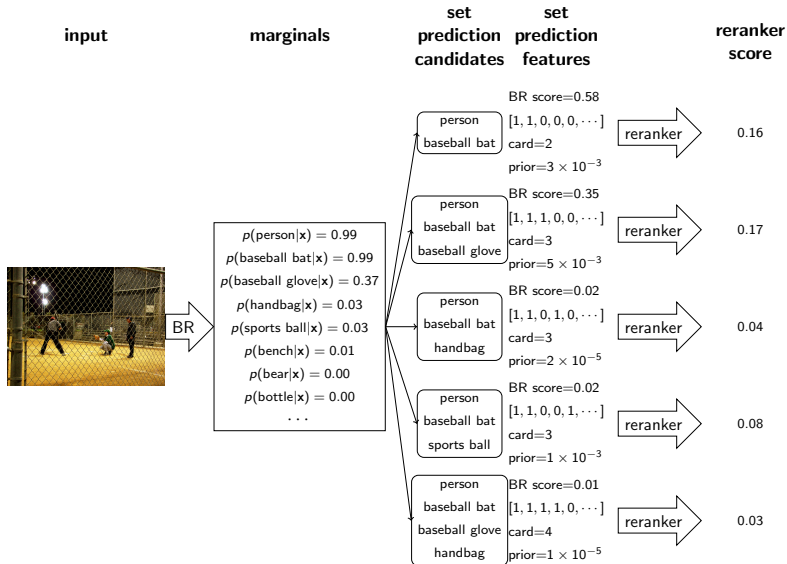 input
marginals
set
prediction
candidates
set
prediction
features
reranker
score
BR
p(person|x) = 0.99
p(baseball bat|x) = 0.99
p(baseball glove|x) = 0.37
p(handbag|x) = 0.03
p(sports ball|x) = 0.03
p(bench|x) = 0.01
p(bear|x) = 0.00
p(bottle|x) = 0.00
· · ·
person
baseball bat
BR score=0.58
[1, 1, 0, 0, 0, · · · ]
card=2
prior=3 × 10⁻³
reranker
0.16
person
baseball bat
baseball glove
BR score=0.35
[1, 1, 1, 0, 0, · · · ]
card=3
prior=5 × 10⁻³
reranker
0.17
person
baseball bat
handbag
BR score=0.02
[1, 1, 0, 1, 0, · · · ]
card=3
prior=2 × 10⁻⁵
reranker
0.04
person
baseball bat
sports ball
BR score=0.02
[1, 1, 0, 0, 1, · · · ]
card=3
prior=1 × 10⁻³
reranker
0.08
person
baseball bat
baseball glove
handbag
BR score=0.01
[1, 1, 1, 1, 0, · · · ]
card=4
prior=1 × 10⁻⁵
reranker
0.03